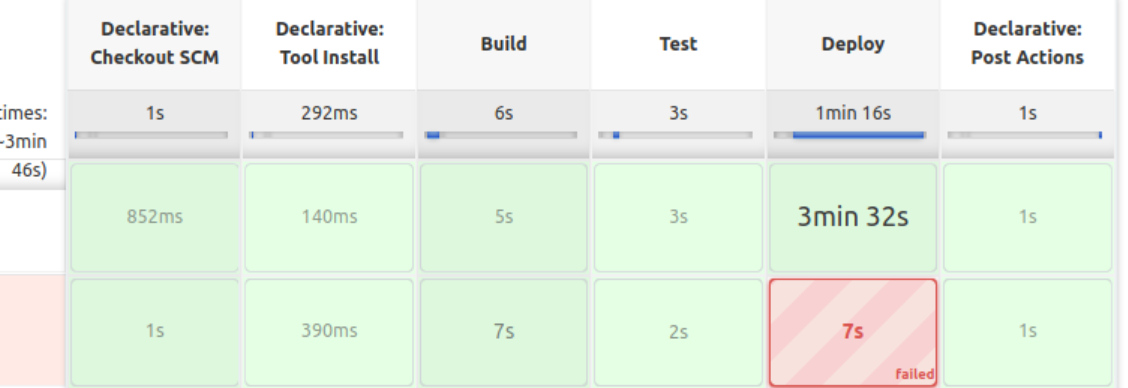 Declarative: Checkout SCM
Declarative: Tool Install
Build
Test
Deploy
Declarative: Post Actions
times:
~3min
46s)
1s
292ms
6s
3s
1min 16s
1s
852ms
140ms
5s
3s
3min 32s
1s
1s
390ms
7s
2s
7s
failed
1s